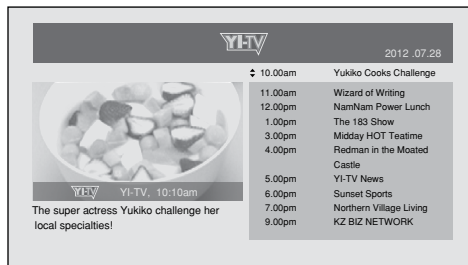 YI-TV
2012 .07.28
10.00am Yukiko Cooks Challenge
11.00am Wizard of Writing
12.00pm NamNam Power Lunch
1.00pm The 183 Show
3.00pm Midday HOT Teatime
4.00pm Redman in the Moated
Castle
5.00pm YI-TV News
6.00pm Sunset Sports
7.00pm Northern Village Living
9.00pm KZ BIZ NETWORK
YI-TV YI-TV, 10:10am
The super actress Yukiko challenge her
local specialties!